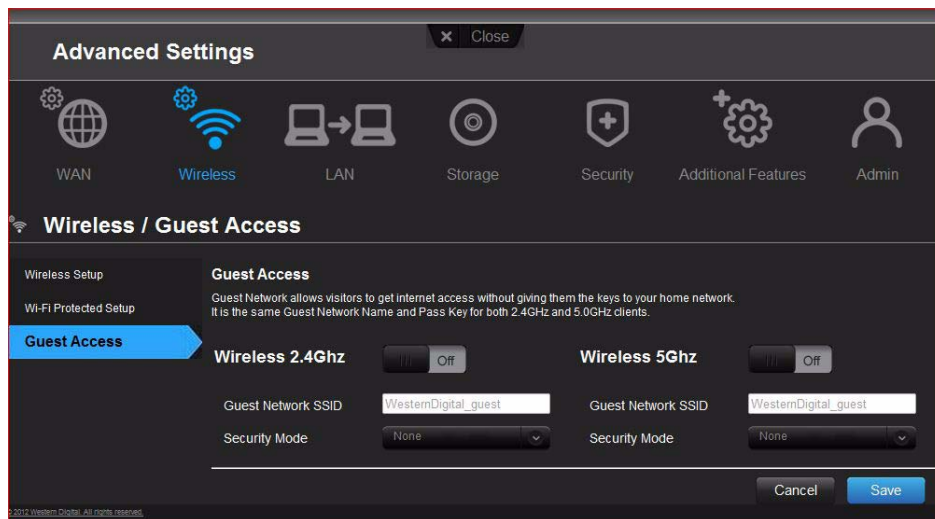 × Close
Advanced Settings
WAN
Wireless
LAN
Storage
Security
Additional Features
Admin
Wireless / Guest Access
Wireless Setup
Wi-Fi Protected Setup
Guest Access
Guest Access
Guest Network allows visitors to get internet access without giving them the keys to your home network.
It is the same Guest Network Name and Pass Key for both 2.4GHz and 5.0GHz clients.
Wireless 2.4Ghz
Off
Guest Network SSID
WesternDigital_guest
Security Mode
None
Wireless 5Ghz
Off
Guest Network SSID
WesternDigital_guest
Security Mode
None
Cancel
Save
© 2012 Western Digital. All rights reserved.